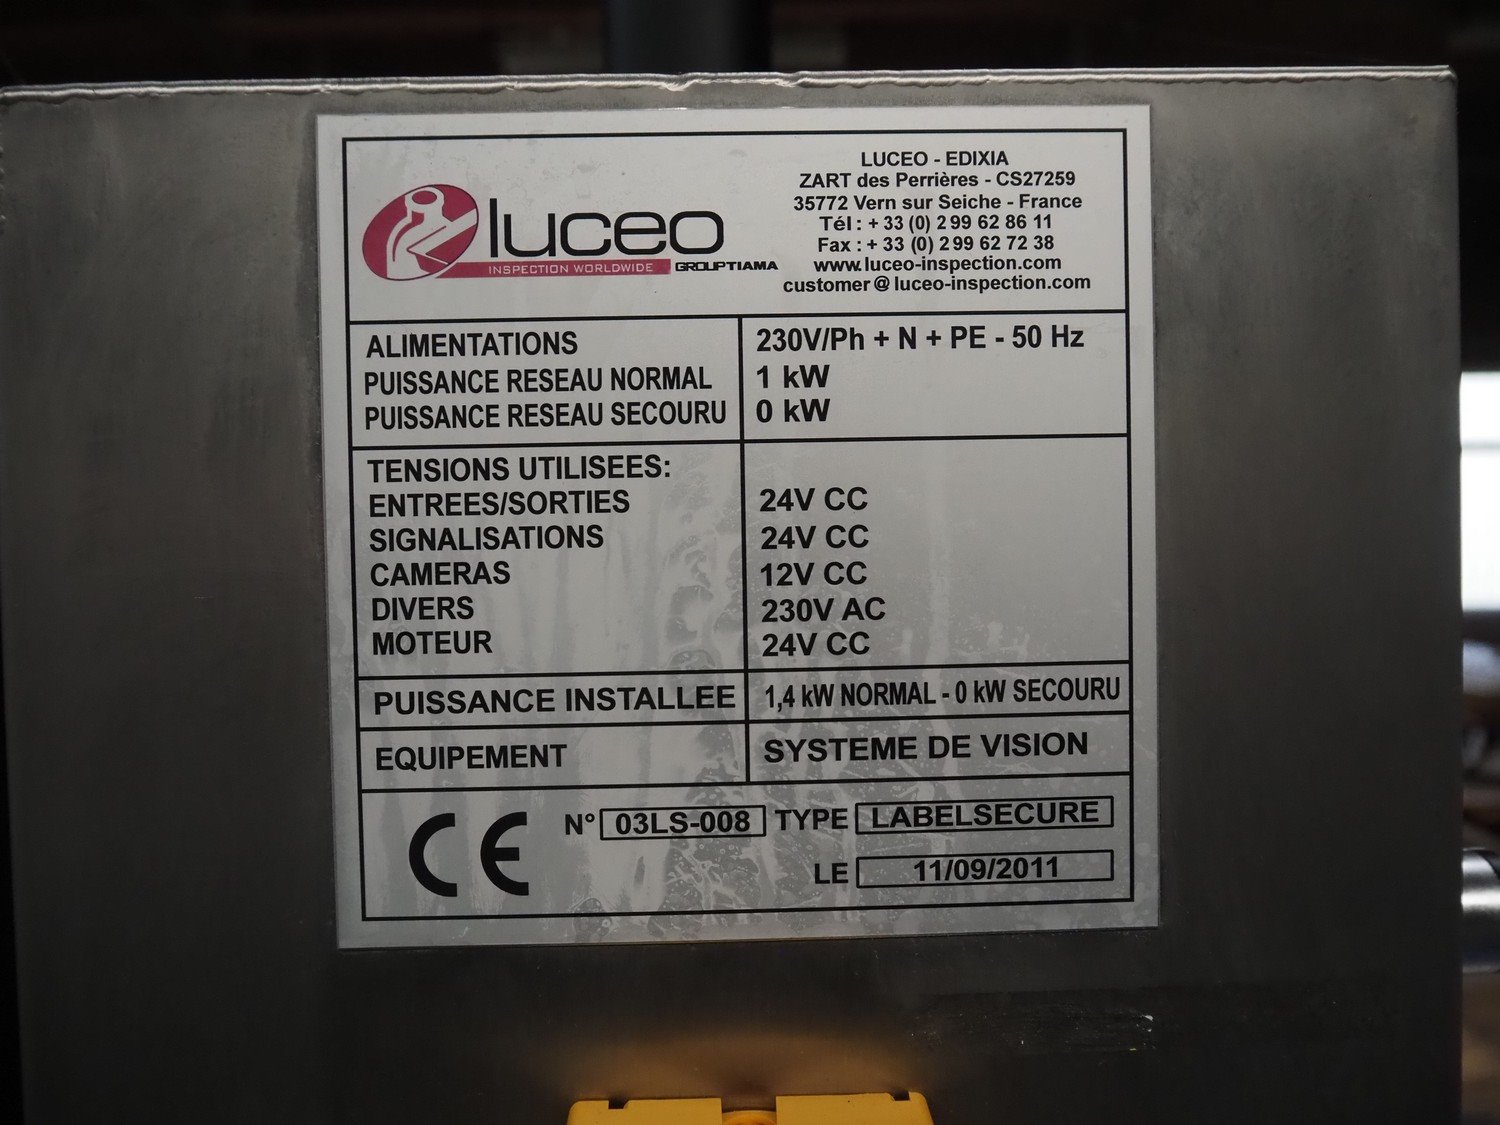 luceo
INSPECTION WORLDWIDE GROUPTIAMA
LUCEO - EDIXIA
ZART des Perrières - CS27259
35772 Vern sur Seiche - France
Tél : + 33 (0) 2 99 62 86 11
Fax : + 33 (0) 2 99 62 72 38
www.luceo-inspection.com
customer@luceo-inspection.com
ALIMENTATIONS 230V/Ph + N + PE - 50 Hz
PUISSANCE RESEAU NORMAL 1 kW
PUISSANCE RESEAU SECOURU 0 kW
TENSIONS UTILISEES:
ENTREES/SORTIES 24V CC
SIGNALISATIONS 24V CC
CAMERAS 12V CC
DIVERS 230V AC
MOTEUR 24V CC
PUISSANCE INSTALLEE 1,4 kW NORMAL - 0 kW SECOURU
EQUIPEMENT SYSTEME DE VISION
CE N° 03LS-008 TYPE LABELSECURE
LE 11/09/2011